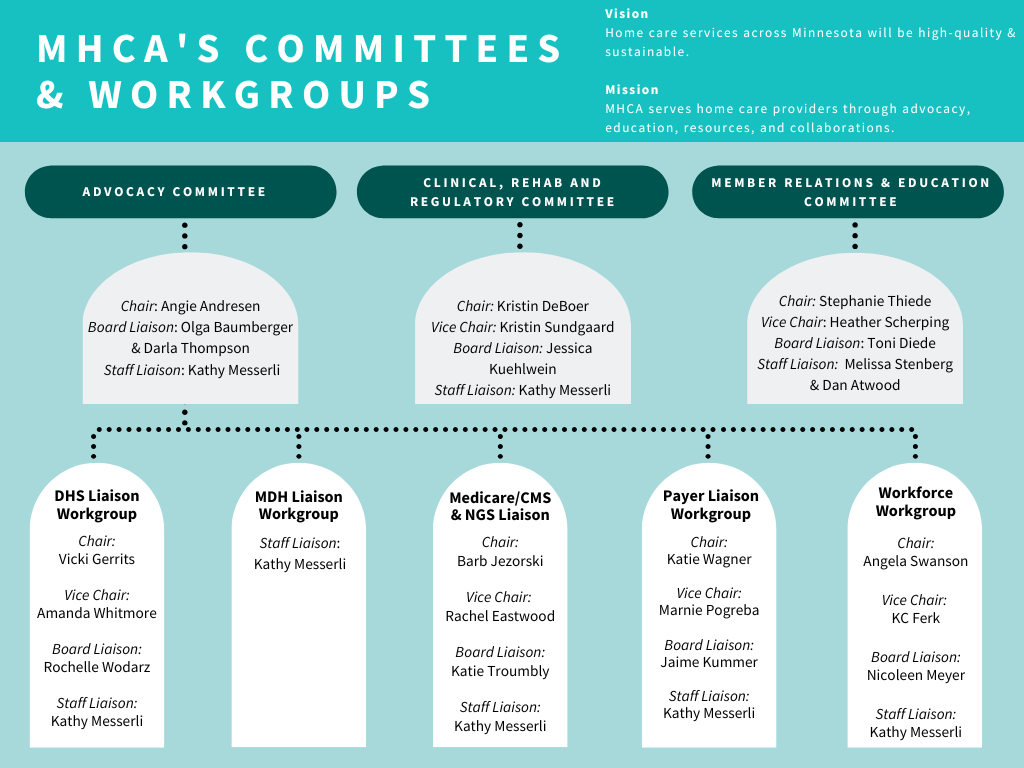 MHCA'S COMMITTEES
& WORKGROUPS
Vision
Home care services across Minnesota will be high-quality &
sustainable.
Mission
MHCA serves home care providers through advocacy,
education, resources, and collaborations.
ADVOCACY COMMITTEE
Chair: Angie Andresen
Board Liaison: Olga Baumberger
& Darla Thompson
Staff Liaison: Kathy Messerli
CLINICAL, REHAB AND
REGULATORY COMMITTEE
Chair: Kristin DeBoer
Vice Chair: Kristin Sundgaard
Board Liaison: Jessica
Kuehlwein
Staff Liaison: Kathy Messerli
MEMBER RELATIONS & EDUCATION
COMMITTEE
Chair: Stephanie Thiede
Vice Chair: Heather Scherping
Board Liaison: Toni Diede
Staff Liaison: Melissa Stenberg
& Dan Atwood
DHS Liaison
Workgroup
Chair:
Vicki Gerrits
Vice Chair:
Amanda Whitmore
Board Liaison:
Rochelle Wodarz
Staff Liaison:
Kathy Messerli
MDH Liaison
Workgroup
Staff Liaison:
Kathy Messerli
Medicare/CMS
& NGS Liaison
Chair:
Barb Jezorski
Vice Chair:
Rachel Eastwood
Board Liaison:
Katie Troumbly
Staff Liaison:
Kathy Messerli
Payer Liaison
Workgroup
Chair:
Katie Wagner
Vice Chair:
Marnie Pogreba
Board Liaison:
Jaime Kummer
Staff Liaison:
Kathy Messerli
Workforce
Workgroup
Chair:
Angela Swanson
Vice Chair:
KC Ferk
Board Liaison:
Nicoleen Meyer
Staff Liaison:
Kathy Messerli